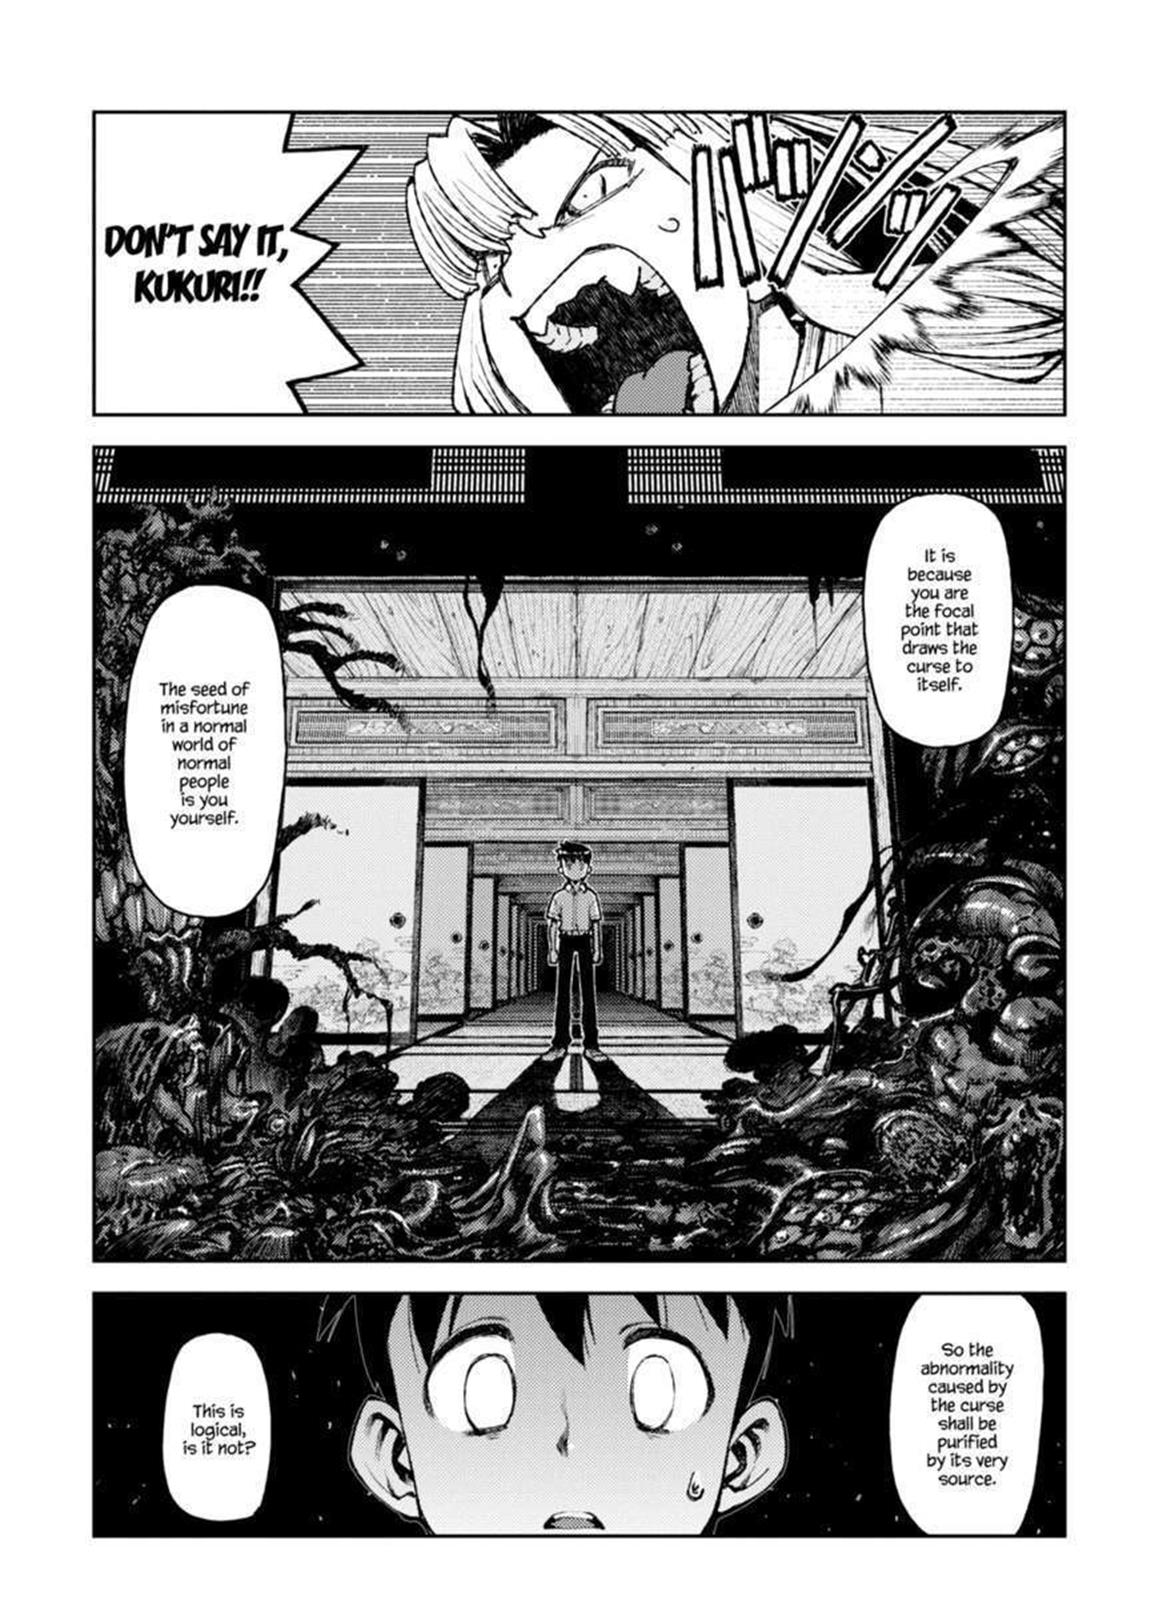 DON'T SAY IT,
KUKURI!!
It is
because
you are
the focal
point that
draws the
curse to
itself.
The seed of
misfortune
in a normal
world of
normal
people
is you
yourself.
So the
abnormality
caused by
the curse
shall be
purified
by its very
source.
This is
logical,
is it not?